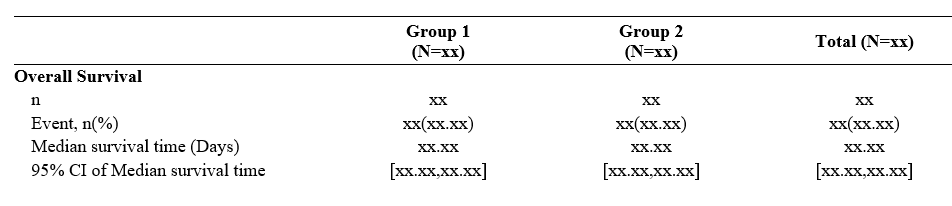 Group 1 Group 2 Total (N=xx)
(N=xx) (N=xx)
Overall Survival
n xx xx xx
Event, n(%) xx(xx.xx) xx(xx.xx) xx(xx.xx)
Median survival time (Days) xx.xx xx.xx xx.xx
95% CI of Median survival time [xx.xx,xx.xx] [xx.xx,xx.xx] [xx.xx,xx.xx]